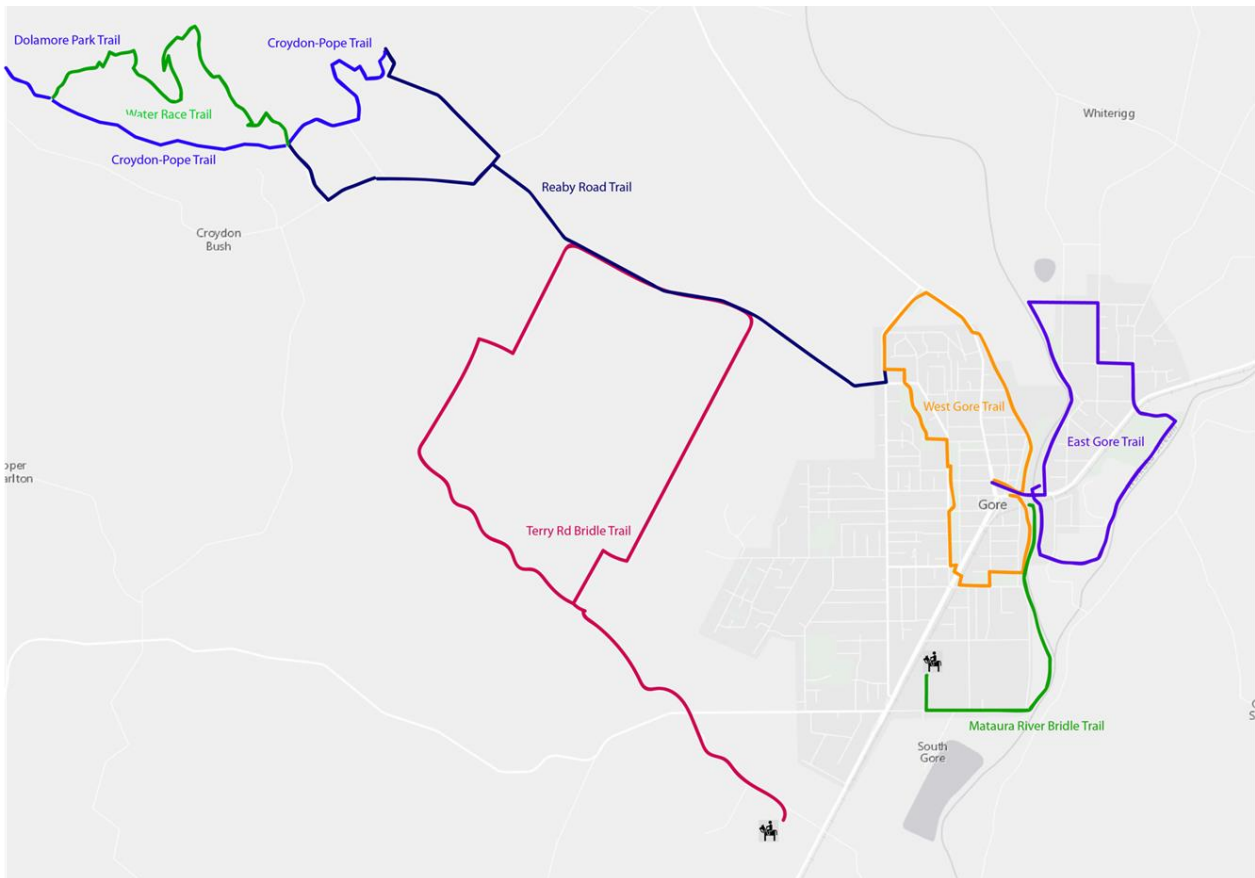 Dolamore Park Trail
Croydon-Pope Trail
Water Race Trail
Croydon-Pope Trail
Whiterigg
Reaby Road Trail
Croydon
Bush
West Gore Trail
East Gore Trail
Gore
Terry Rd Bridle Trail
Mataura River Bridle Trail
South
Gore